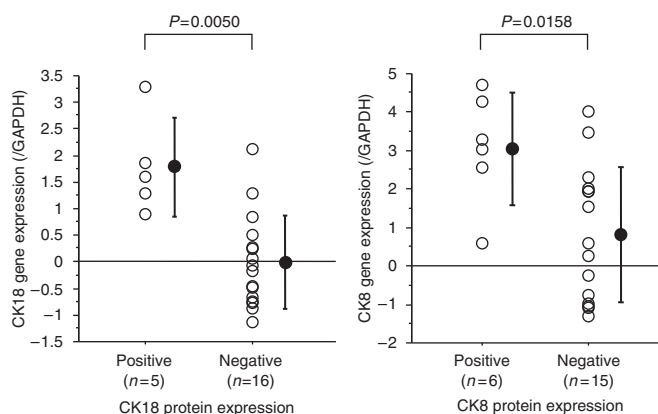 P=0.0050
CK18 gene expression (/GAPDH)
3.5
3
2.5
2
1.5
1
0.5
0
−0.5
−1
−1.5
Positive Negative
(n=5) (n=16)
CK18 protein expression
P=0.0158
CK8 gene expression (/GAPDH)
5
4
3
2
1
0
−1
−2
Positive Negative
(n=6) (n=15)
CK8 protein expression